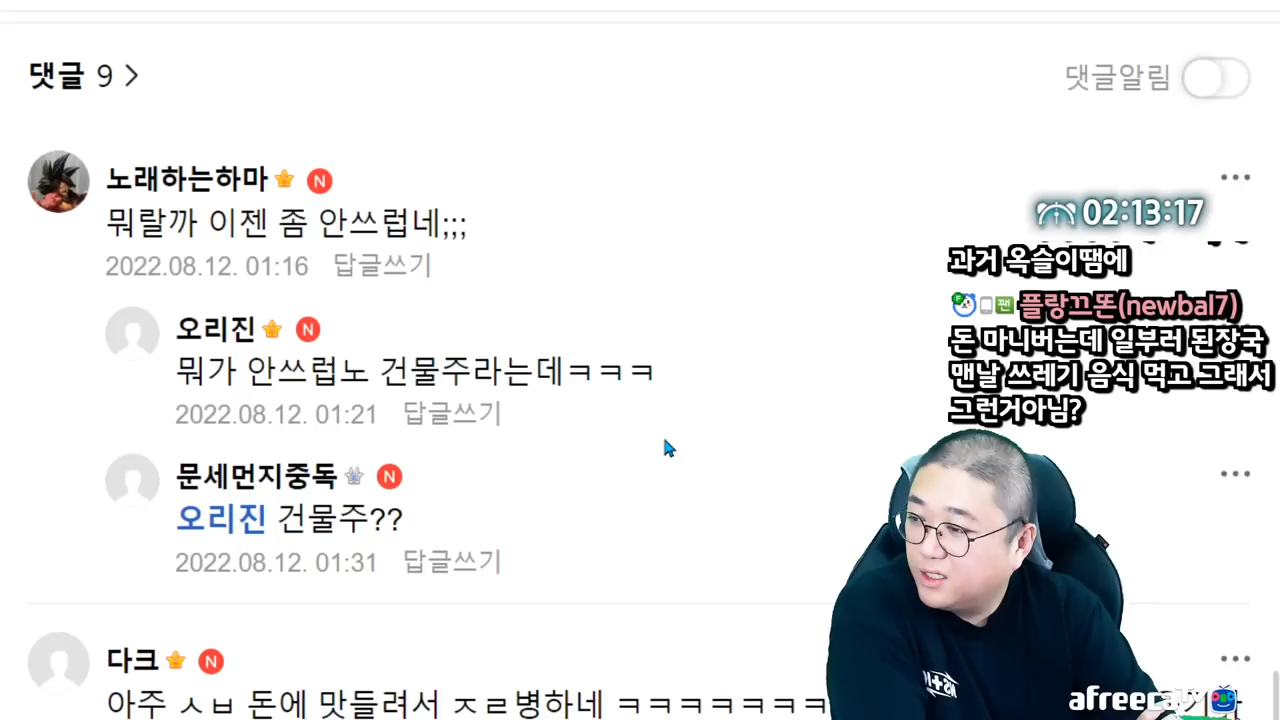 댓글 9
댓글알림
노래하는하마 N
뭐랄까 이젠 좀 안쓰럽네;;;
2022.08.12. 01:16 답글쓰기
오리진 N
뭐가 안쓰럽노 건물주라는데ㅋㅋㅋ
2022.08.12. 01:21 답글쓰기
문세먼지중독 N
오리진 건물주??
2022.08.12. 01:31 답글쓰기
다크 N
아주 ㅅㅂ 돈에 맛들려서 ㅈㄹ병하네 ㅋㅋㅋㅋㅋㅋㅋ
02:13:17
과거 옥슬이땜에
F 팬 플랑끄똔(newbal7)
돈 마니버는데 일부러 된장국
맨날 쓰레기 음식 먹고 그래서
그런거아님?